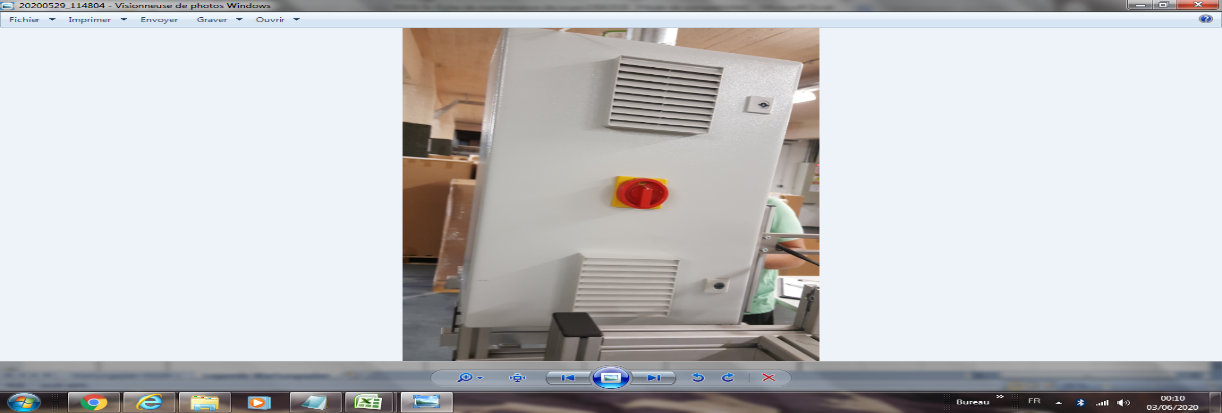 20200529_114804 - Visionneuse de photos Windows
Fichier Imprimer Envoyer Graver Ouvrir
Bureau
FR
00:10
03/06/2020